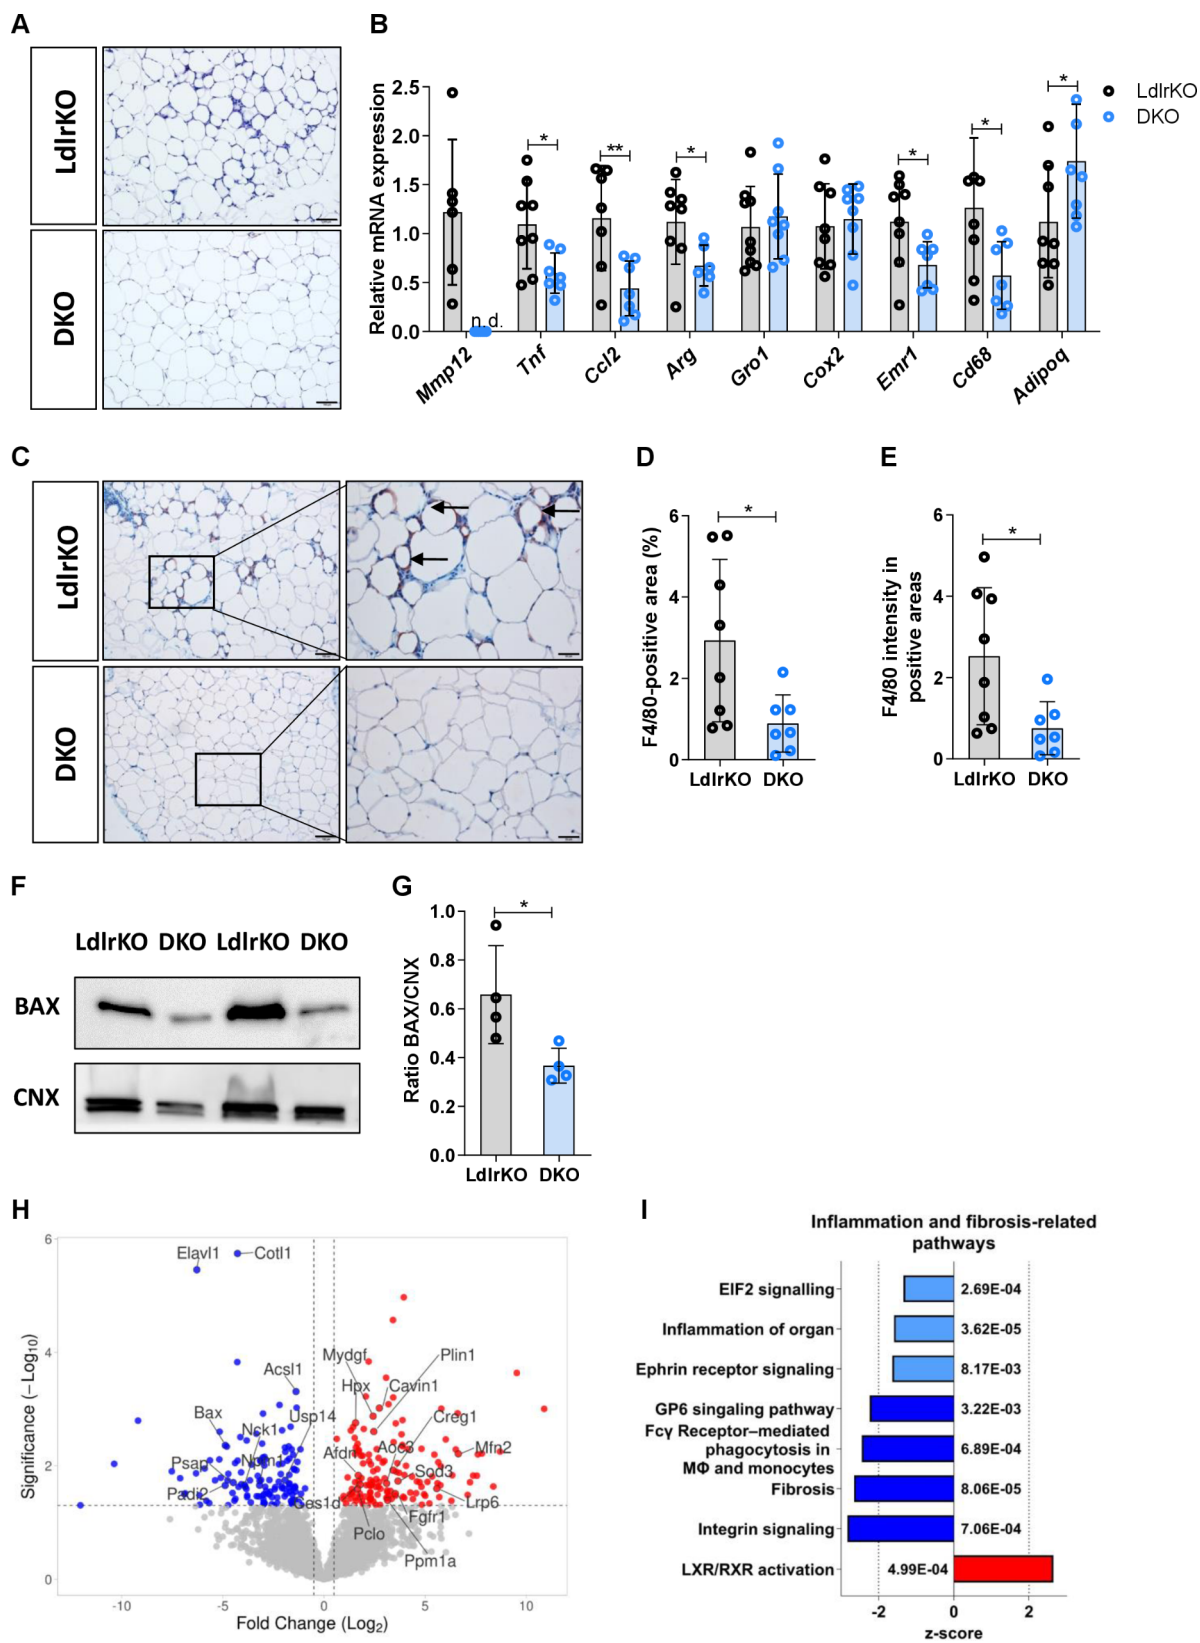 A
LdlrKO
DKO
B
Relative mRNA expression
2.5
2.0
1.5
1.0
0.5
0.0
n.d.
*
**
*
*
*
*
LdlrKO
DKO
Mmp12
Tnf
Ccl2
Arg
Gro1
Cox2
Emr1
Cd68
Adipoq
C
LdlrKO
DKO
D
F4/80-positive area (%)
6
4
2
0
*
LdlrKO DKO
E
F4/80 intensity in
positive areas
6
4
2
0
*
LdlrKO DKO
F
LdlrKO DKO LdlrKO DKO
BAX
CNX
G
Ratio BAX/CNX
1.0
0.8
0.6
0.4
0.2
0.0
*
LdlrKO DKO
H
Significance (−Log10)
6
4
2
0
Elavl1
Cotl1
Acsl1
Mydgf
Plin1
Hpx
Cavin1
Bax
Usp14
Creg1
Nck1
Afdn
Aoc3
Mfn2
Psap
Npm1
Sod3
Padi2
Ces1d
Lrp6
Fgfr1
Pclo
Ppm1a
-10
-5
0
5
10
Fold Change (Log2)
I
Inflammation and fibrosis-related
pathways
EIF2 signalling 2.69E-04
Inflammation of organ 3.62E-05
Ephrin receptor signaling 8.17E-03
GP6 singaling pathway 3.22E-03
Fcγ Receptor–mediated
phagocytosis in 6.89E-04
MΦ and monocytes
Fibrosis 8.06E-05
Integrin signaling 7.06E-04
LXR/RXR activation 4.99E-04
-2
0
2
z-score